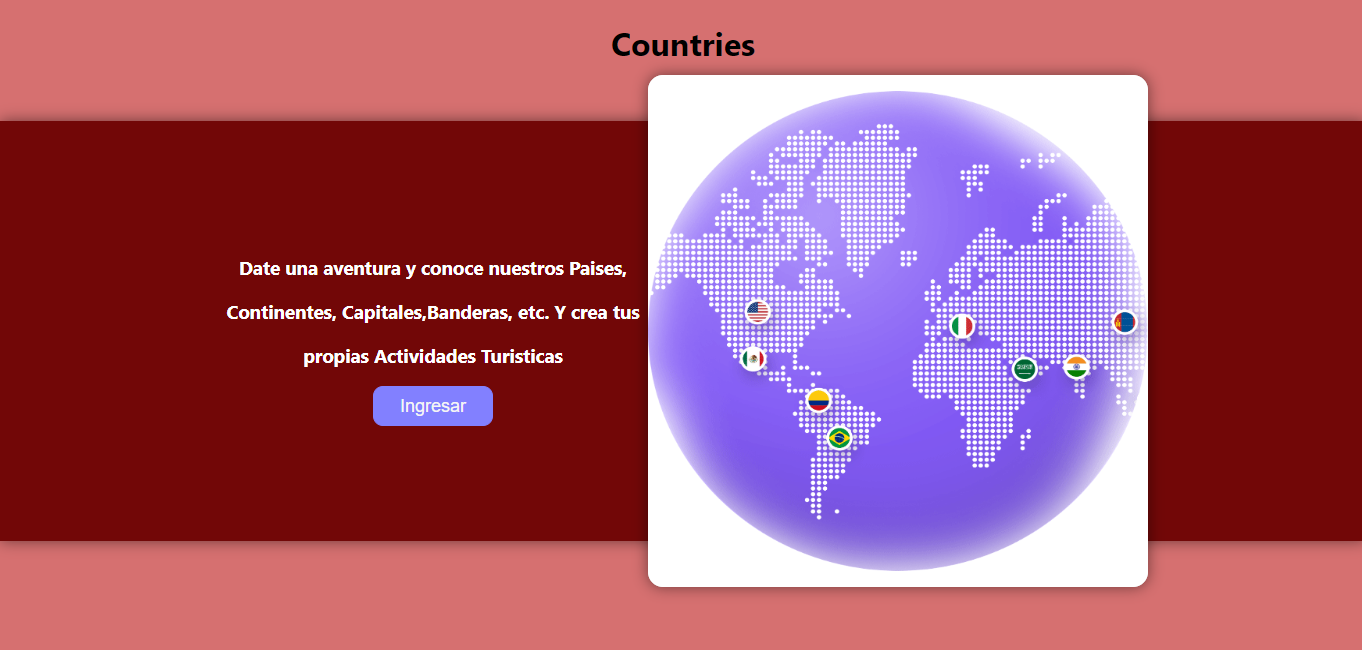 Countries
Date una aventura y conoce nuestros Paises,
Continentes, Capitales,Banderas, etc. Y crea tus
propias Actividades Turisticas
Ingresar